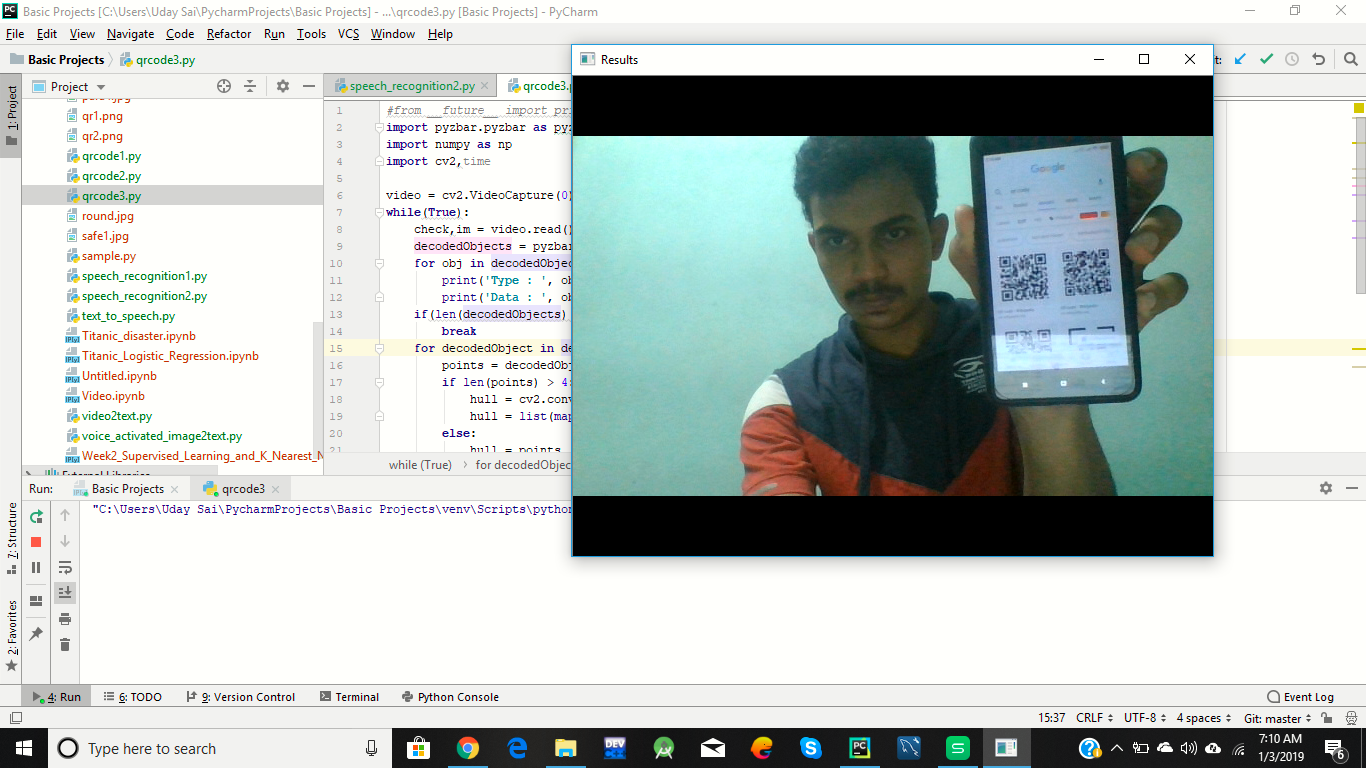 Basic Projects [C:\Users\Uday Sai\PycharmProjects\Basic Projects] - ...\qrcode3.py [Basic Projects] - PyCharm
File Edit View Navigate Code Refactor Run Tools VCS Window Help
Basic Projects qrcode3.py
Results
1: Project
Project
speech_recognition2.py
qrcode3.
qr1.png
qr2.png
qrcode1.py
qrcode2.py
qrcode3.py
round.jpg
safe1.jpg
sample.py
speech_recognition1.py
speech_recognition2.py
text_to_speech.py
Titanic_disaster.ipynb
Titanic_Logistic_Regression.ipynb
Untitled.ipynb
Video.ipynb
video2text.py
voice_activated_image2text.py
Week2_Supervised_Learning_and_K_Nearest_N
External Libraries
1 #from __future__ import pri
2 import pyzbar.pyzbar as pyz
3 import numpy as np
4 import cv2,time
5
6 video = cv2.VideoCapture(0)
7 while(True):
8 check,im = video.read()
9 decodedObjects = pyzbar
10 for obj in decodedObjec
11 print('Type : ', ob
12 print('Data : ', ob
13 if(len(decodedObjects)
14 break
15 for decodedObject in de
16 points = decodedObj
17 if len(points) > 4:
18 hull = cv2.conv
19 hull = list(map
20 else:
21 hull = points
while (True) for decodedObjec
Google
Run: Basic Projects qrcode3
"C:\Users\Uday Sai\PycharmProjects\Basic Projects\venv\Scripts\python
7: Structure
2: Favorites
4: Run 6: TODO 9: Version Control Terminal Python Console Event Log
15:37 CRLF UTF-8 4 spaces Git: master
Type here to search
DEV
PC
S
7:10 AM
1/3/2019
6